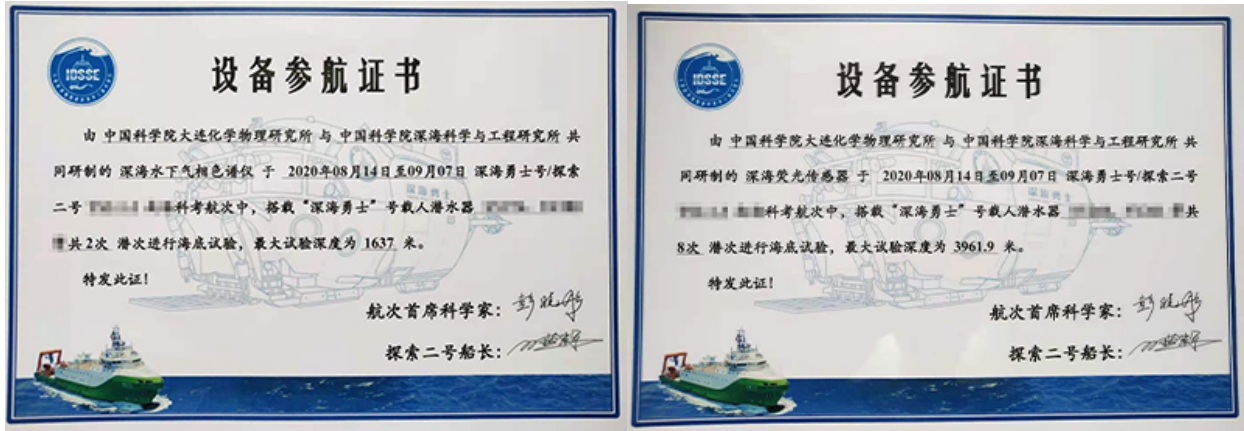 IDSSE
设备参航证书
由 中国科学院大连化学物理研究所 与 中国科学院深海科学与工程研究所 共
同研制的 深海水下气相色谱仪 于 2020年08月14日至09月07日 深海勇士号/探索
二号 科考航次中，搭载“深海勇士”号载人潜水器
共2次 潜次进行海底试验，最大试验深度为 1637 米。
特发此证！
航次首席科学家：
探索二号船长：
IDSSE
设备参航证书
由 中国科学院大连化学物理研究所 与 中国科学院深海科学与工程研究所 共
同研制的 深海荧光传感器 于 2020年08月14日至09月07日 深海勇士号/探索二号
科考航次中，搭载“深海勇士”号载人潜水器 共
8次 潜次进行海底试验，最大试验深度为 3961.9 米。
特发此证！
航次首席科学家：
探索二号船长：